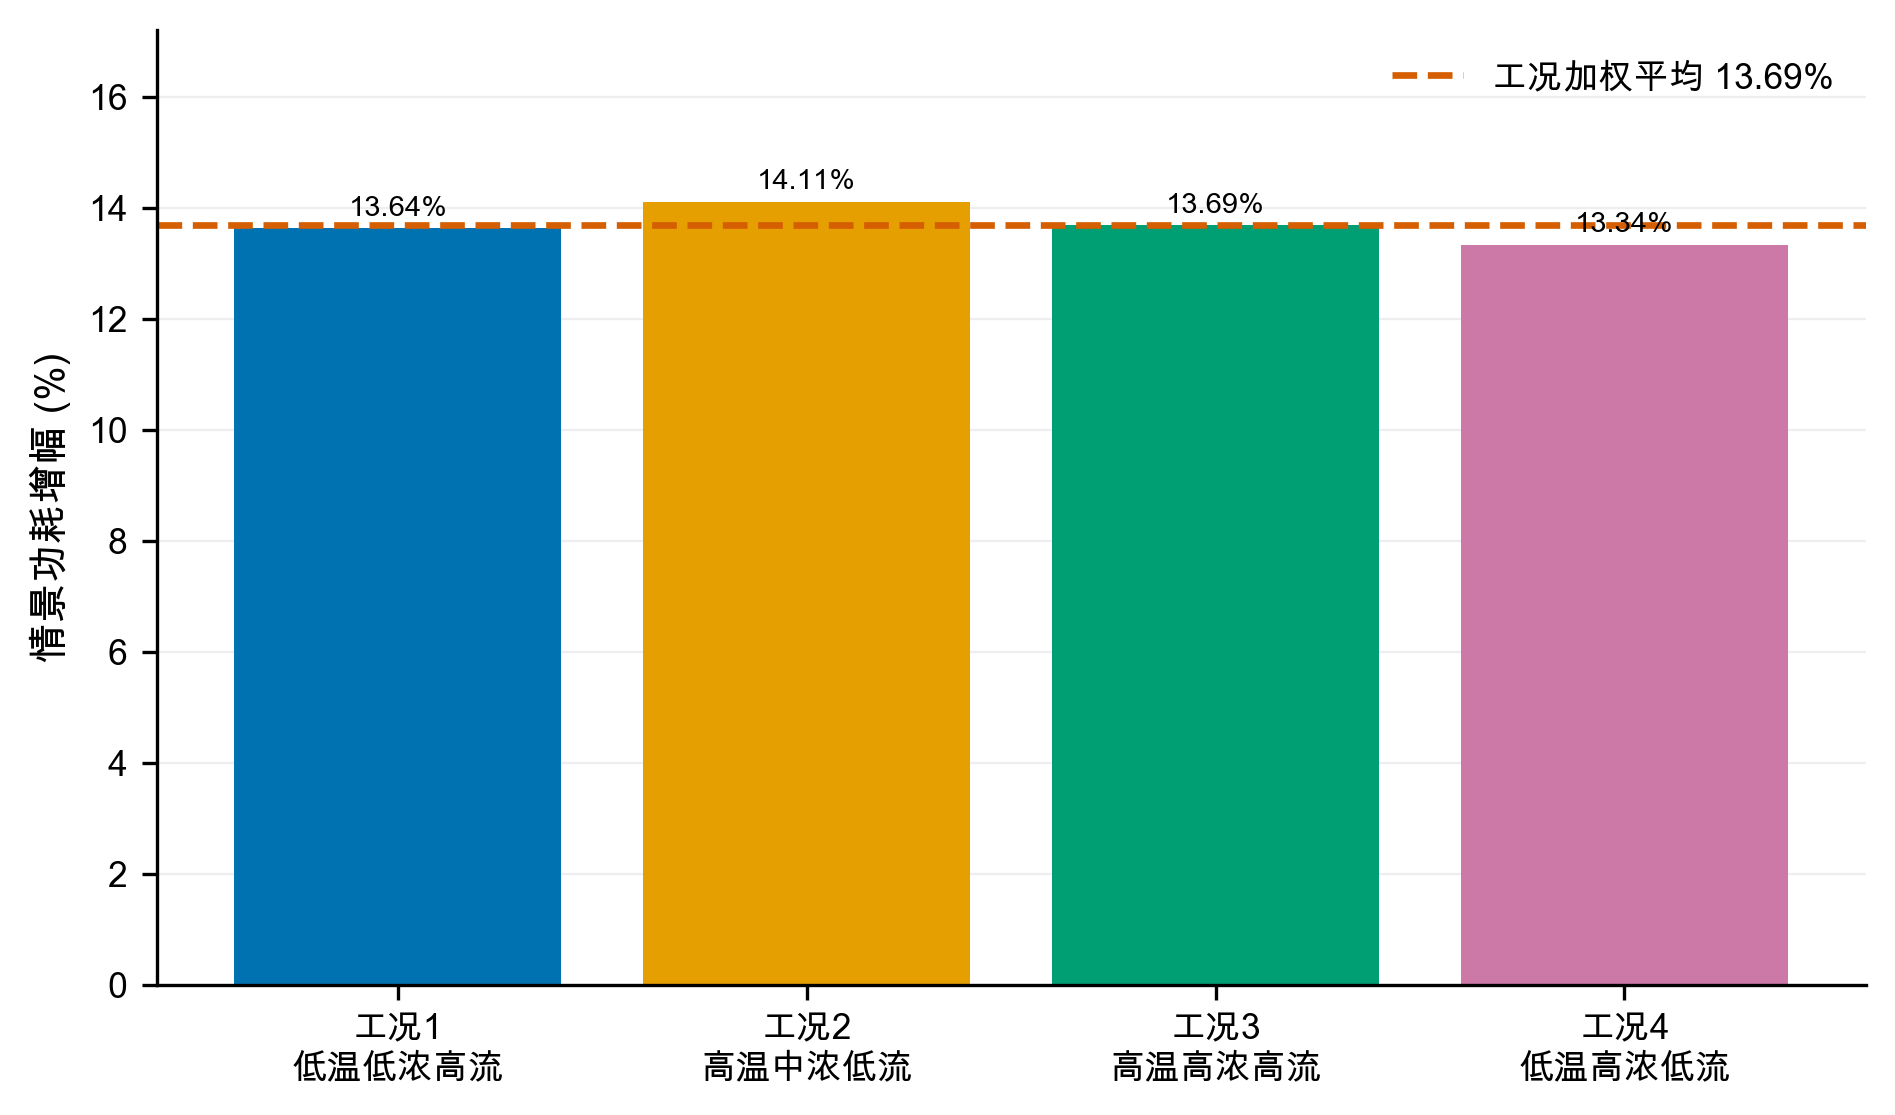 工况加权平均 13.69%
情景功耗增幅 (%)
16
14
12
10
8
6
4
2
0
13.64%
14.11%
13.69%
13.34%
工况1
低温低浓高流
工况2
高温中浓低流
工况3
高温高浓高流
工况4
低温高浓低流